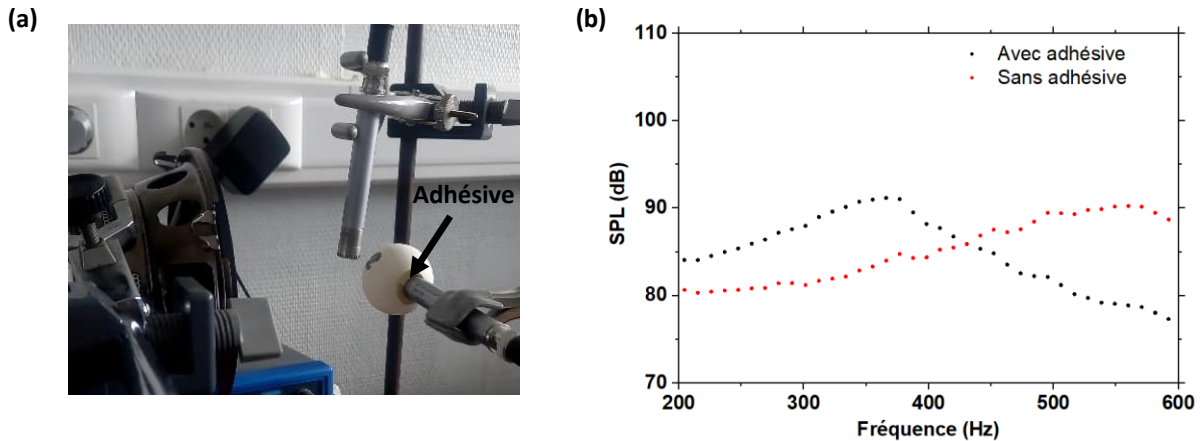 (a)
Adhésive
(b)
110
100
90
80
70
SPL (dB)
Avec adhésive
Sans adhésive
200
300
400
500
600
Fréquence (Hz)